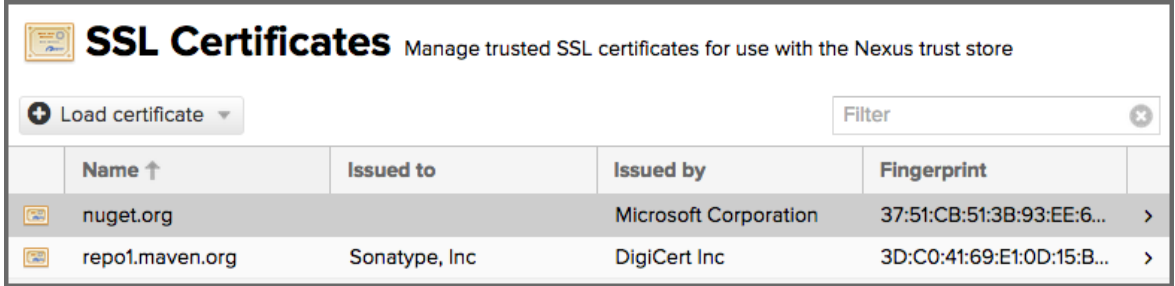 SSL Certificates Manage trusted SSL certificates for use with the Nexus trust store
Load certificate
Filter
Name Issued to Issued by Fingerprint
nuget.org Microsoft Corporation 37:51:CB:51:3B:93:EE:6...
repo1.maven.org Sonatype, Inc DigiCert Inc 3D:C0:41:69:E1:0D:15:B...